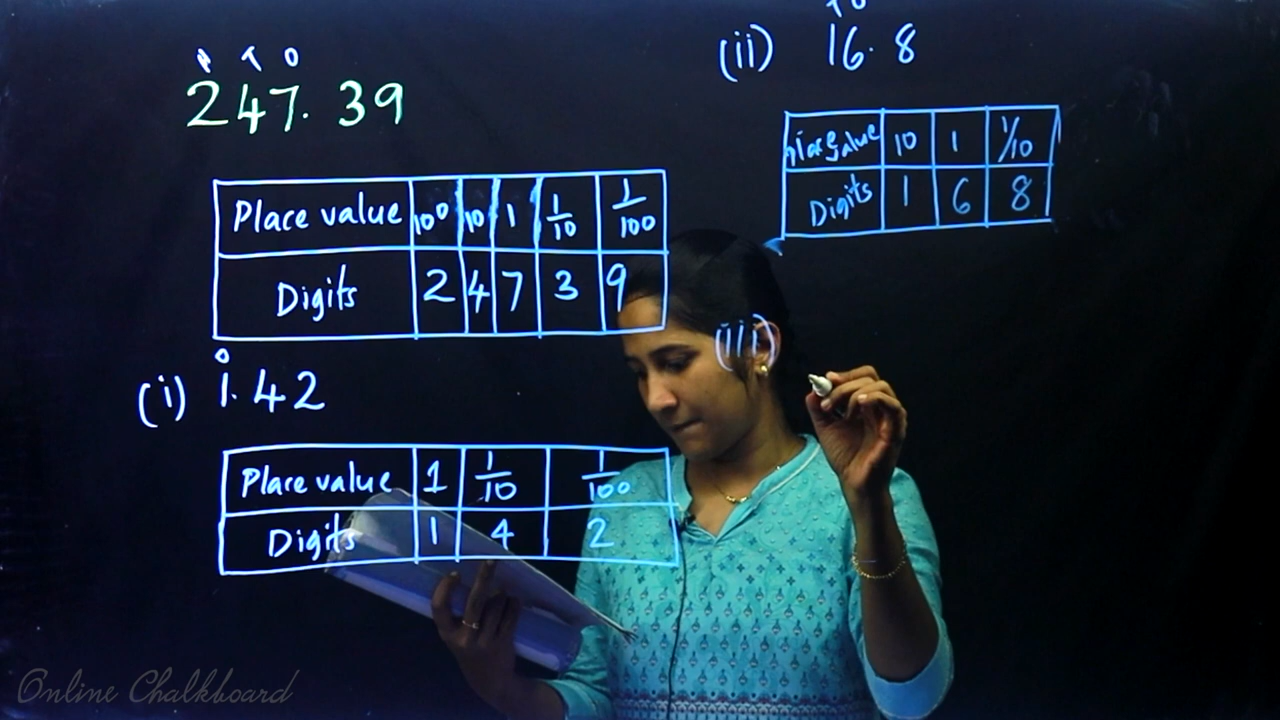 H T O
247.39
Place value 100 10 1 1/10 1/100
Digits 2 4 7 3 9
O
(i) 1.42
Place value 1 1/10 1/100
Digits 1 4 2
T O
(ii) 16.8
Place value 10 1 1/10
Digits 1 6 8
(iii)
Online Chalkboard